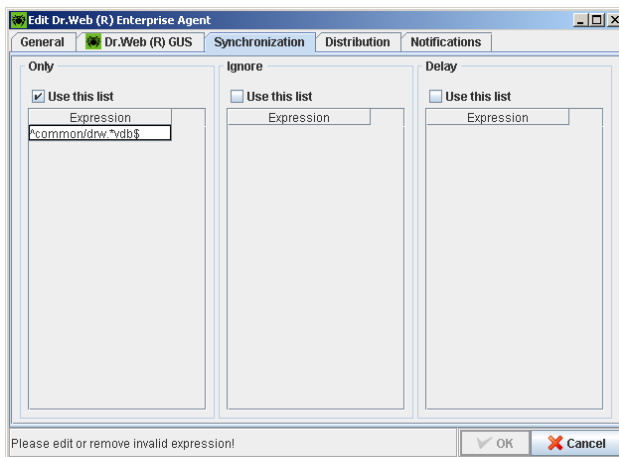 Edit Dr.Web (R) Enterprise Agent
General Dr.Web (R) GUS Synchronization Distribution Notifications
Only Ignore Delay
Use this list Use this list Use this list
Expression Expression Expression
^common/drw.*vdb$
Please edit or remove invalid expression! OK Cancel